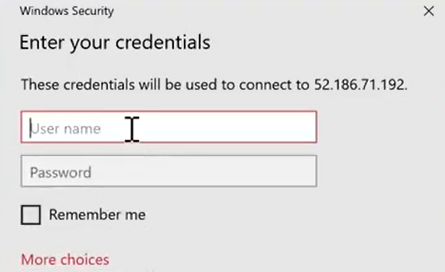 Windows Security
Enter your credentials
These credentials will be used to connect to 52.186.71.192.
User name
Password
Remember me
More choices